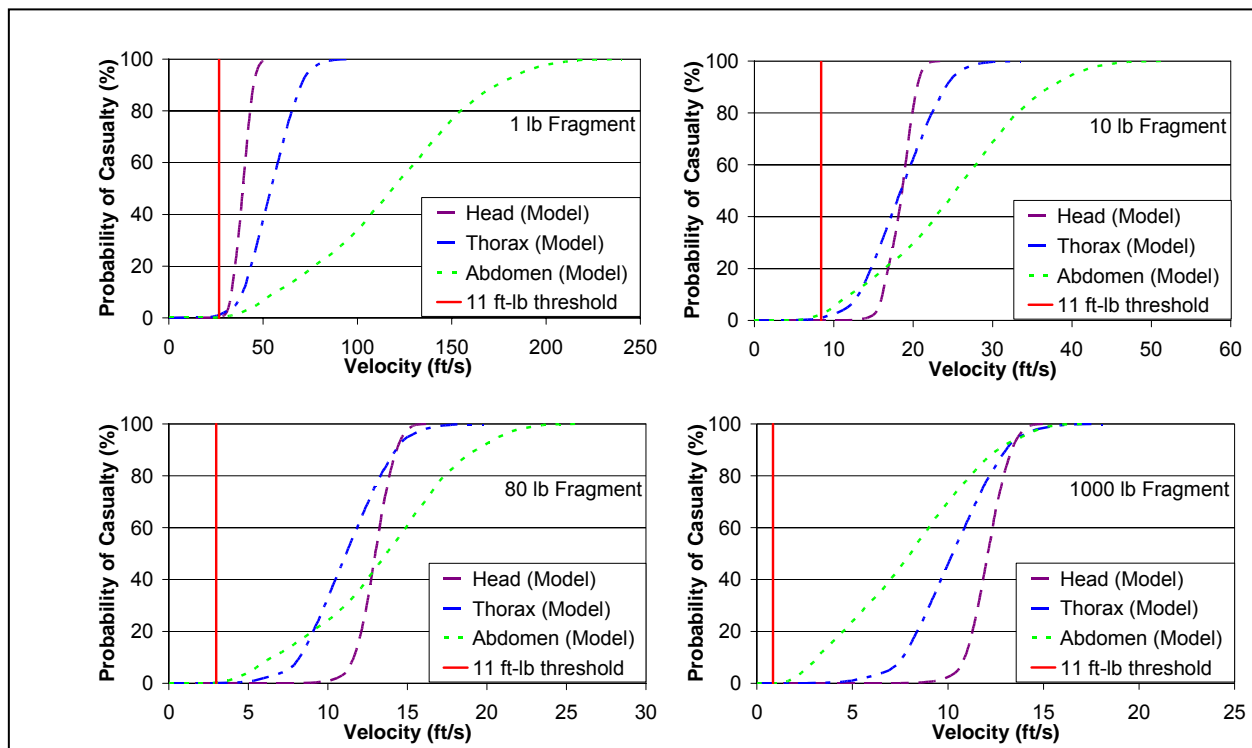 Probability of Casualty (%)
100
80
60
40
20
0
1 lb Fragment
Head (Model)
Thorax (Model)
Abdomen (Model)
11 ft-lb threshold
0 50 100 150 200 250
Velocity (ft/s)
Probability of Casualty (%)
100
80
60
40
20
0
10 lb Fragment
Head (Model)
Thorax (Model)
Abdomen (Model)
11 ft-lb threshold
0 10 20 30 40 50 60
Velocity (ft/s)
Probability of Casualty (%)
100
80
60
40
20
0
80 lb Fragment
Head (Model)
Thorax (Model)
Abdomen (Model)
11 ft-lb threshold
0 5 10 15 20 25 30
Velocity (ft/s)
Probability of Casualty (%)
100
80
60
40
20
0
1000 lb Fragment
Head (Model)
Thorax (Model)
Abdomen (Model)
11 ft-lb threshold
0 5 10 15 20 25
Velocity (ft/s)